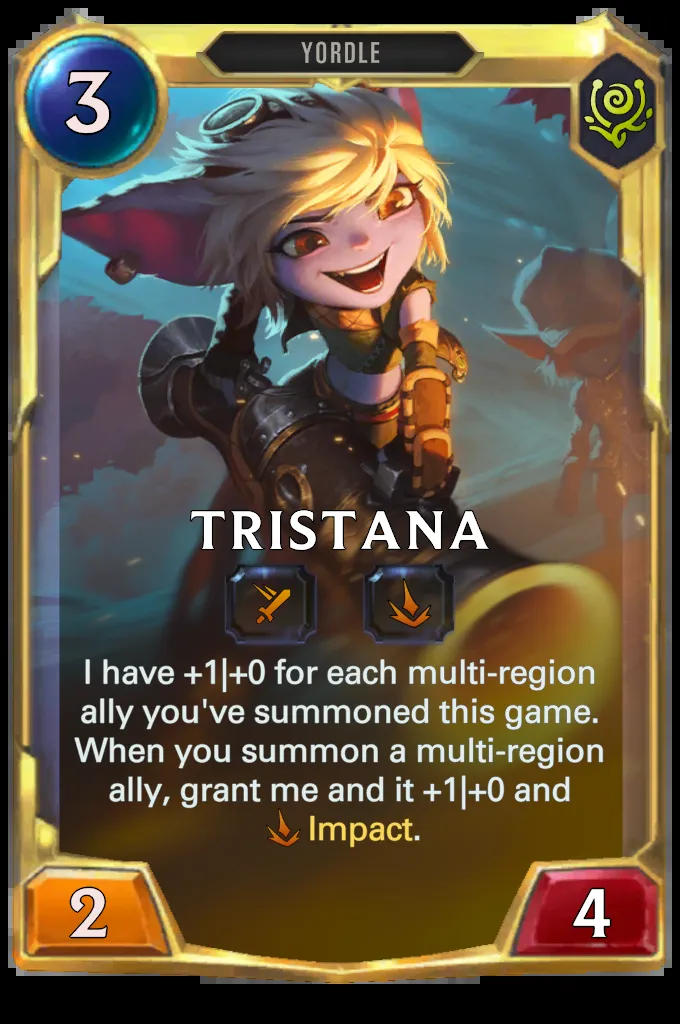 YORDLE
3
TRISTANA
I have +1|+0 for each multi-region
ally you've summoned this game.
When you summon a multi-region
ally, grant me and it +1|+0 and
Impact.
2
4